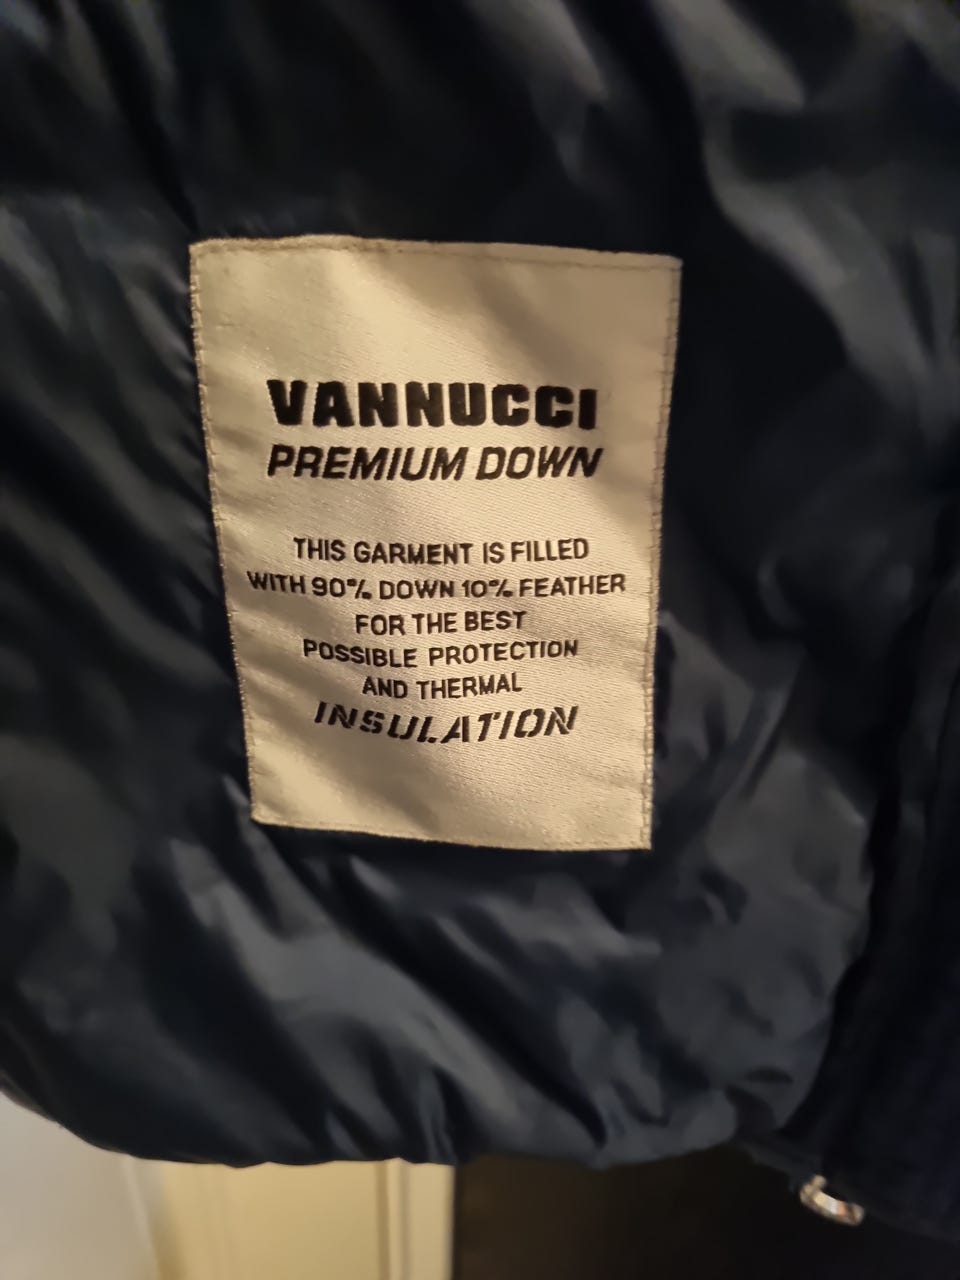 VANNUCCI
PREMIUM DOWN
THIS GARMENT IS FILLED
WITH 90% DOWN 10% FEATHER
FOR THE BEST
POSSIBLE PROTECTION
AND THERMAL
INSULATION